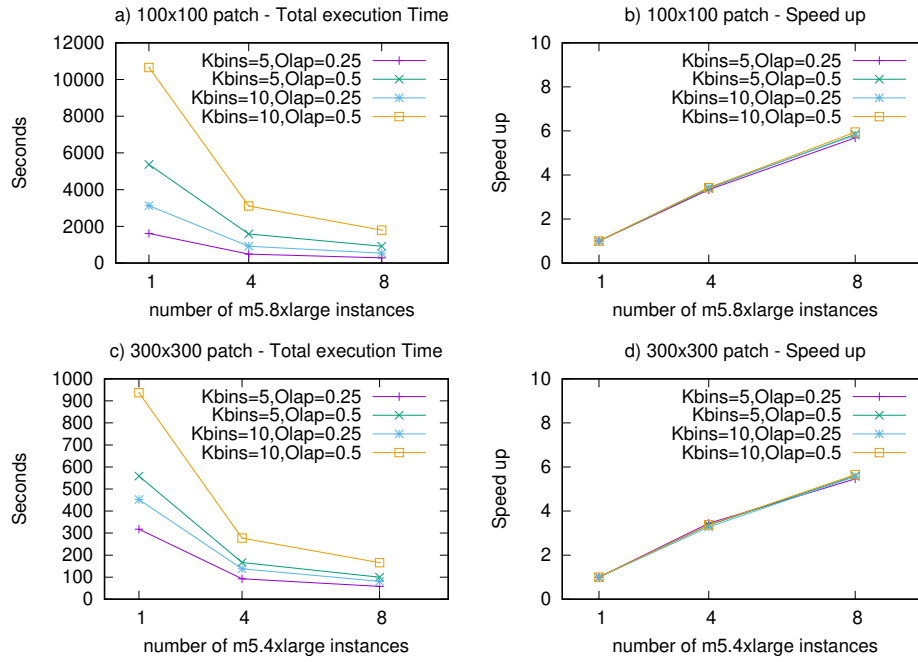 a) 100x100 patch - Total execution Time
12000
10000
8000
6000
4000
2000
0
Seconds
Kbins=5,Olap=0.25
Kbins=5,Olap=0.5
Kbins=10,Olap=0.25
Kbins=10,Olap=0.5
1 4 8
number of m5.8xlarge instances
b) 100x100 patch - Speed up
10
8
6
4
2
0
Speed up
Kbins=5,Olap=0.25
Kbins=5,Olap=0.5
Kbins=10,Olap=0.25
Kbins=10,Olap=0.5
1 4 8
number of m5.8xlarge instances
c) 300x300 patch - Total execution Time
1000
900
800
700
600
500
400
300
200
100
0
Seconds
Kbins=5,Olap=0.25
Kbins=5,Olap=0.5
Kbins=10,Olap=0.25
Kbins=10,Olap=0.5
1 4 8
number of m5.4xlarge instances
d) 300x300 patch - Speed up
10
8
6
4
2
0
Speed up
Kbins=5,Olap=0.25
Kbins=5,Olap=0.5
Kbins=10,Olap=0.25
Kbins=10,Olap=0.5
1 4 8
number of m5.4xlarge instances